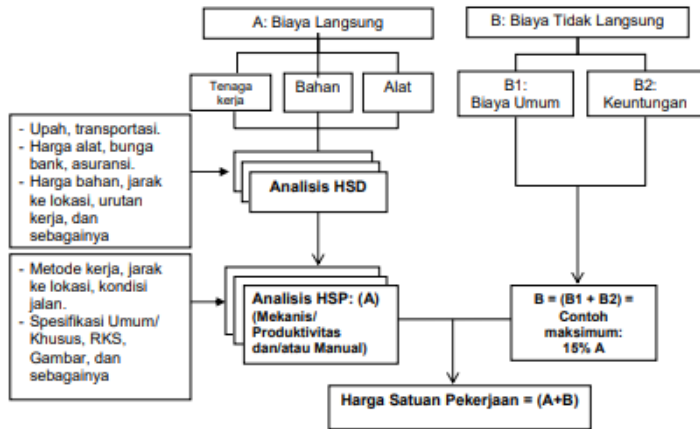 A: Biaya Langsung
B: Biaya Tidak Langsung
Tenaga
kerja
Bahan
Alat
B1:
Biaya Umum
B2:
Keuntungan
- Upah, transportasi.
- Harga alat, bunga
bank, asuransi.
- Harga bahan, jarak
ke lokasi, urutan
kerja, dan
sebagainya
Analisis HSD
- Metode kerja, jarak
ke lokasi, kondisi
jalan.
- Spesifikasi Umum/
Khusus, RKS,
Gambar, dan
sebagainya
Analisis HSP: (A)
(Mekanis/
Produktivitas
dan/atau Manual)
B = (B1 + B2) =
Contoh
maksimum:
15% A
Harga Satuan Pekerjaan = (A+B)